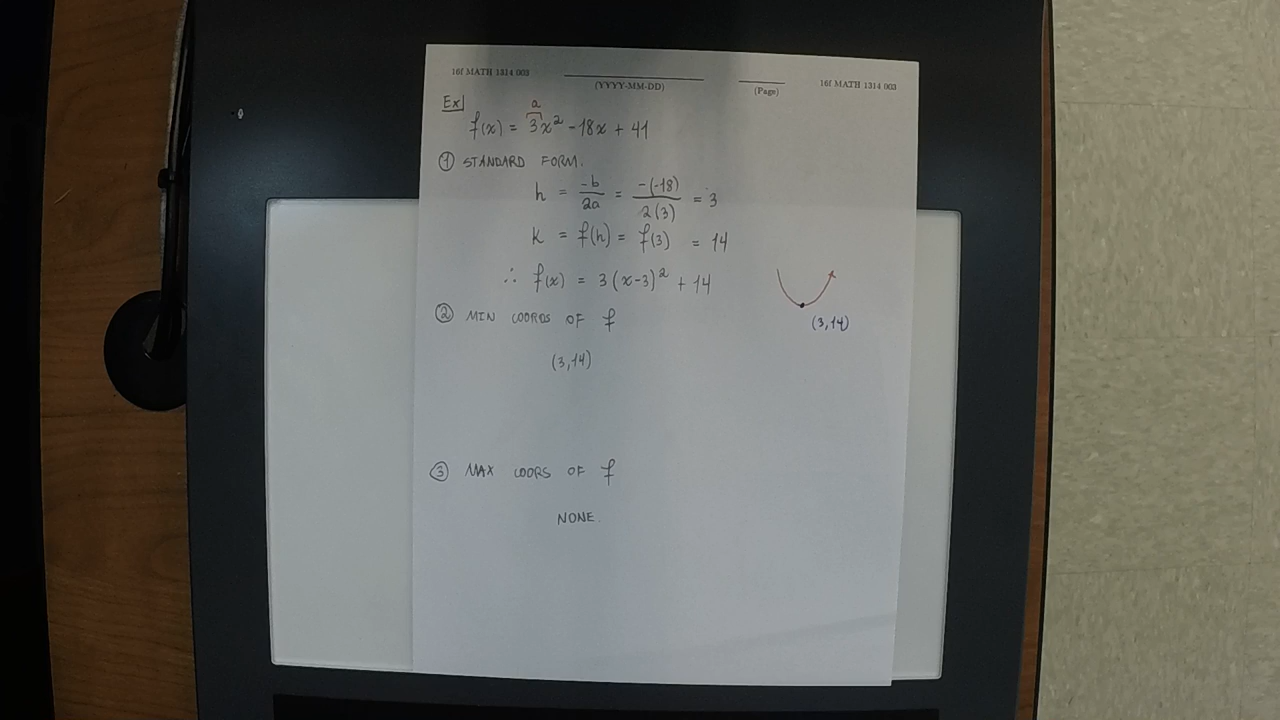 16f MATH 1314 003 (YYYY-MM-DD) (Page) 16f MATH 1314 003
Ex
a
f(x) = 3x² - 18x + 41
① STANDARD FORM.
h = -b/2a = -(-18)/2(3) = 3
K = f(h) = f(3) = 14
∴ f(x) = 3(x-3)² + 14
(3,14)
② MIN COORDS OF f
(3,14)
③ MAX COORS OF f
NONE.